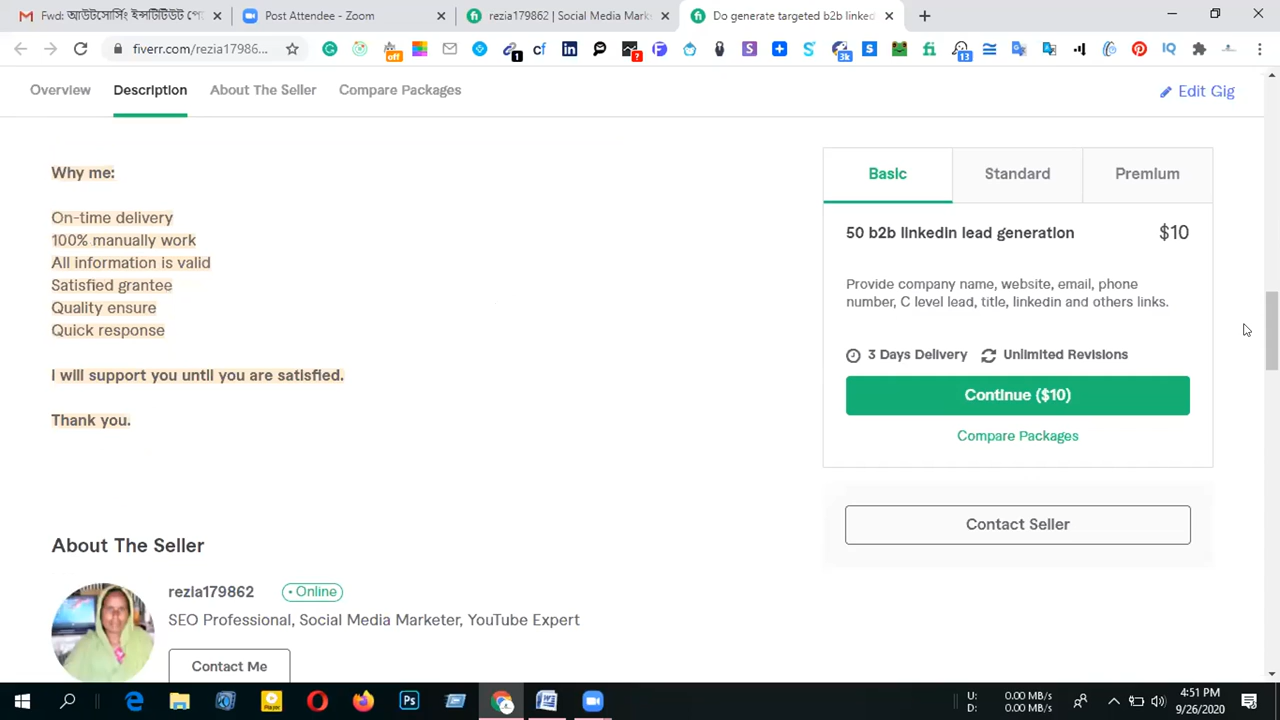 Fwd: আউটসোর্সিং ইন্সটিটিউট পে
Post Attendee - Zoom
rezia179862 | Social Media Mark
Do generate targeted b2b linked
fiverr.com/rezia17986...
Overview
Description
About The Seller
Compare Packages
Edit Gig
Why me:
On-time delivery
100% manually work
All information is valid
Satisfied grantee
Quality ensure
Quick response
I will support you until you are satisfied.
Thank you.
Basic
Standard
Premium
50 b2b linkedin lead generation
$10
Provide company name, website, email, phone
number, C level lead, title, linkedin and others links.
3 Days Delivery
Unlimited Revisions
Continue ($10)
Compare Packages
Contact Seller
About The Seller
rezia179862
• Online
SEO Professional, Social Media Marketer, YouTube Expert
Contact Me
U: 0.00 MB/s
D: 0.00 MB/s
4:51 PM
9/26/2020